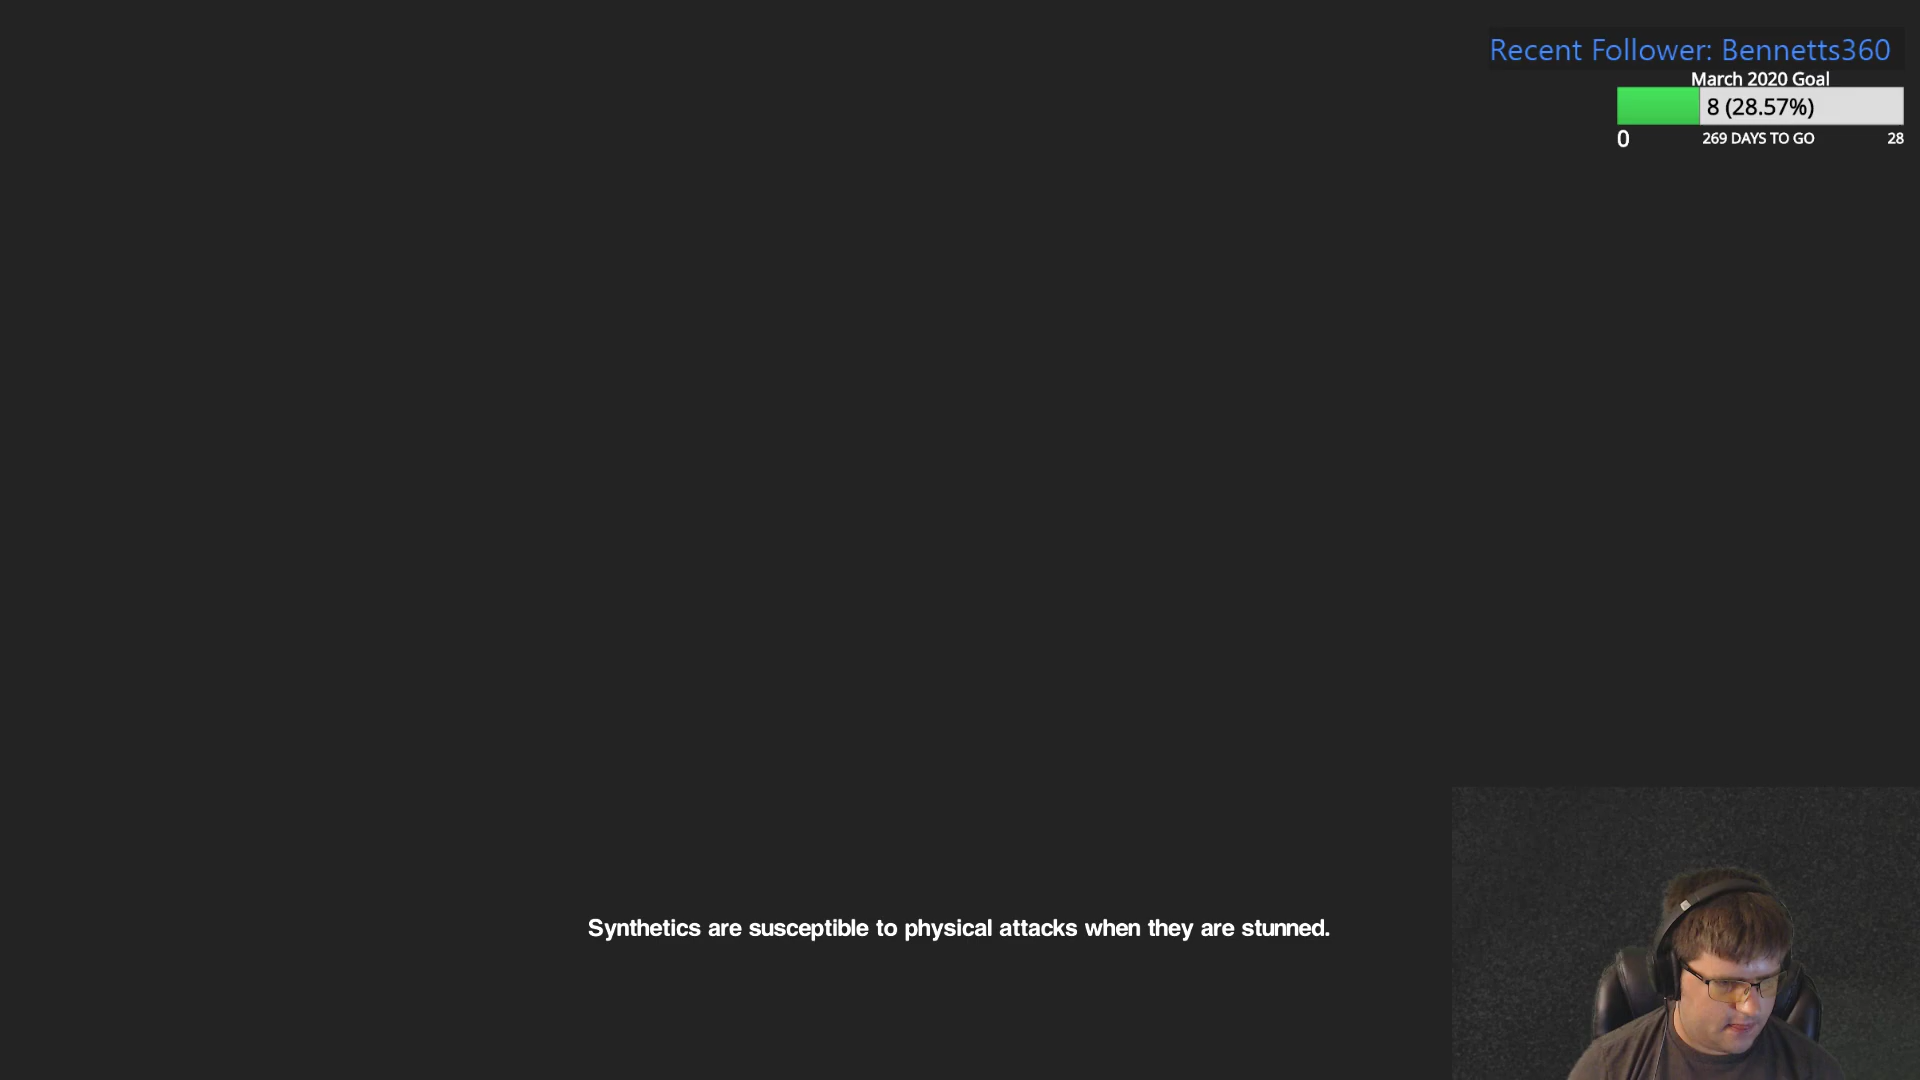 Recent Follower: Bennetts360
March 2020 Goal
8 (28.57%)
0 269 DAYS TO GO 28
Synthetics are susceptible to physical attacks when they are stunned.